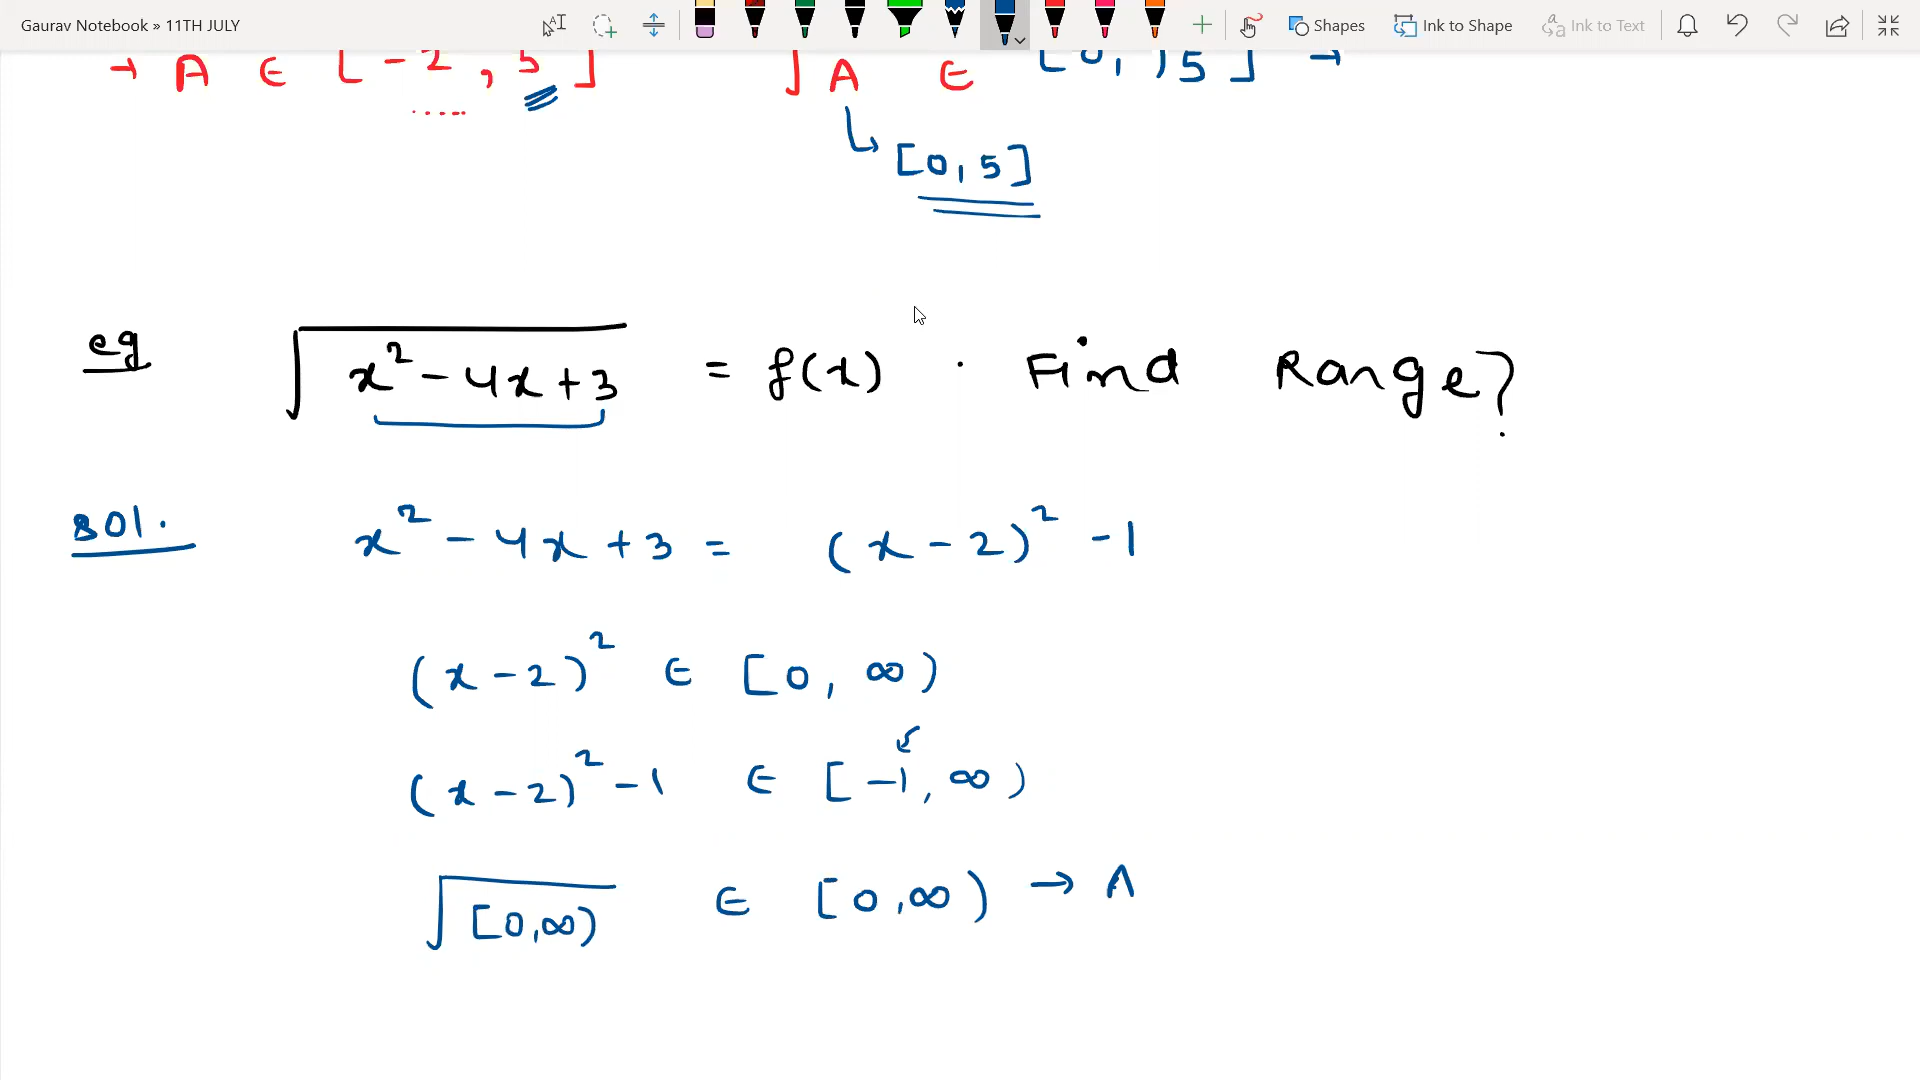 Gaurav Notebook » 11TH JULY
Shapes
Ink to Shape
Ink to Text
→ A ∈ [-2, 5]   √A ∈ [0, √5] →
[0, 5]
eg √(x² - 4x + 3) = f(x) . Find Range?
sol. x² - 4x + 3 = (x - 2)² - 1
(x - 2)² ∈ [0, ∞)
(x - 2)² - 1 ∈ [-1, ∞)
√[0,∞) ∈ [0,∞) → A